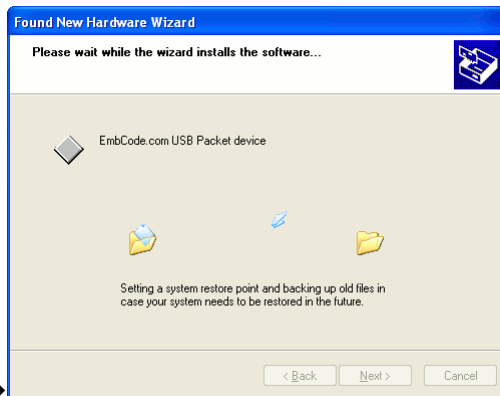 Found New Hardware Wizard
Please wait while the wizard installs the software...
EmbCode.com USB Packet device
Setting a system restore point and backing up old files in
case your system needs to be restored in the future.
< Back Next > Cancel